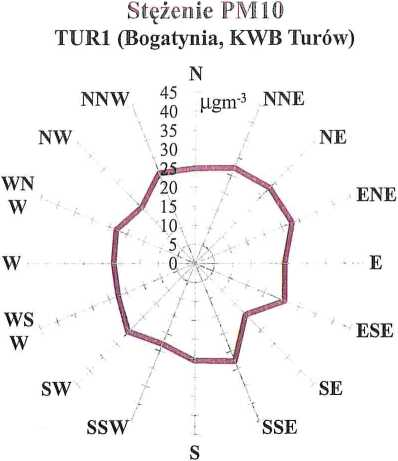 Stężenie PM10
TUR1 (Bogatynia, KWB Turów)
N
NNW
NNE
45
µgm-3
40
35
NW
NE
30
25
20
WN
W
ENE
15
10
5
W
0
E
WS
W
ESE
SW
SE
SSW
SSE
S